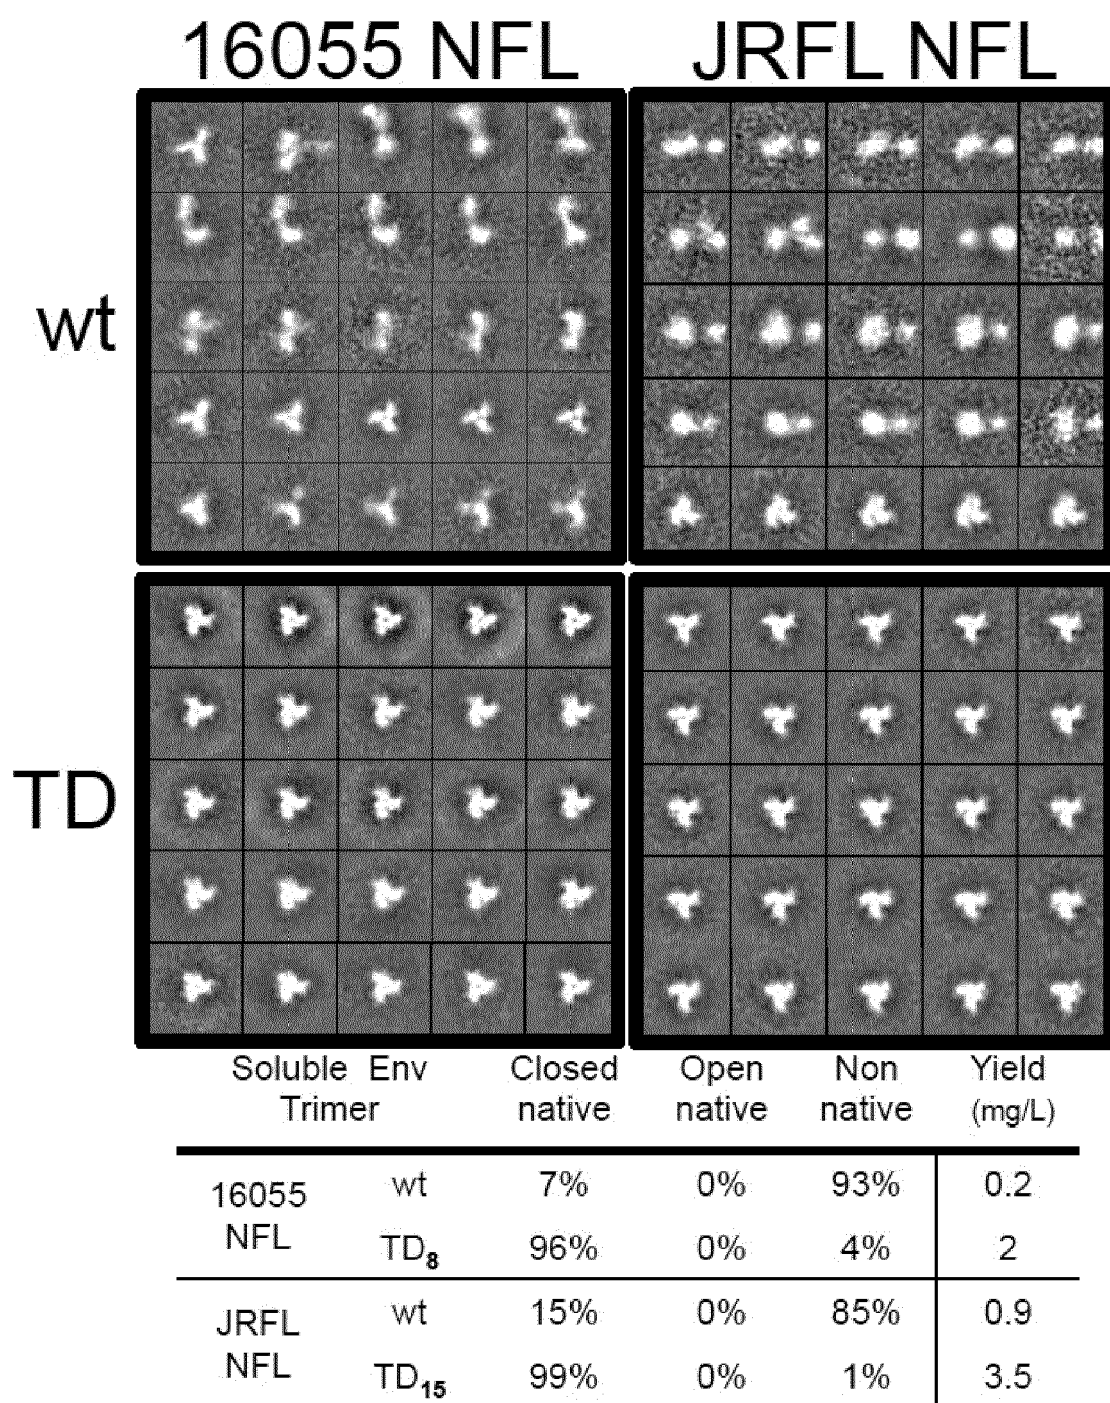 16055 NFL JRFL NFL
wt
TD
Soluble Env Closed Open Non Yield
Trimer native native native (mg/L)
16055 NFL wt 7% 0% 93% 0.2
TD8 96% 0% 4% 2
JRFL NFL wt 15% 0% 85% 0.9
TD15 99% 0% 1% 3.5